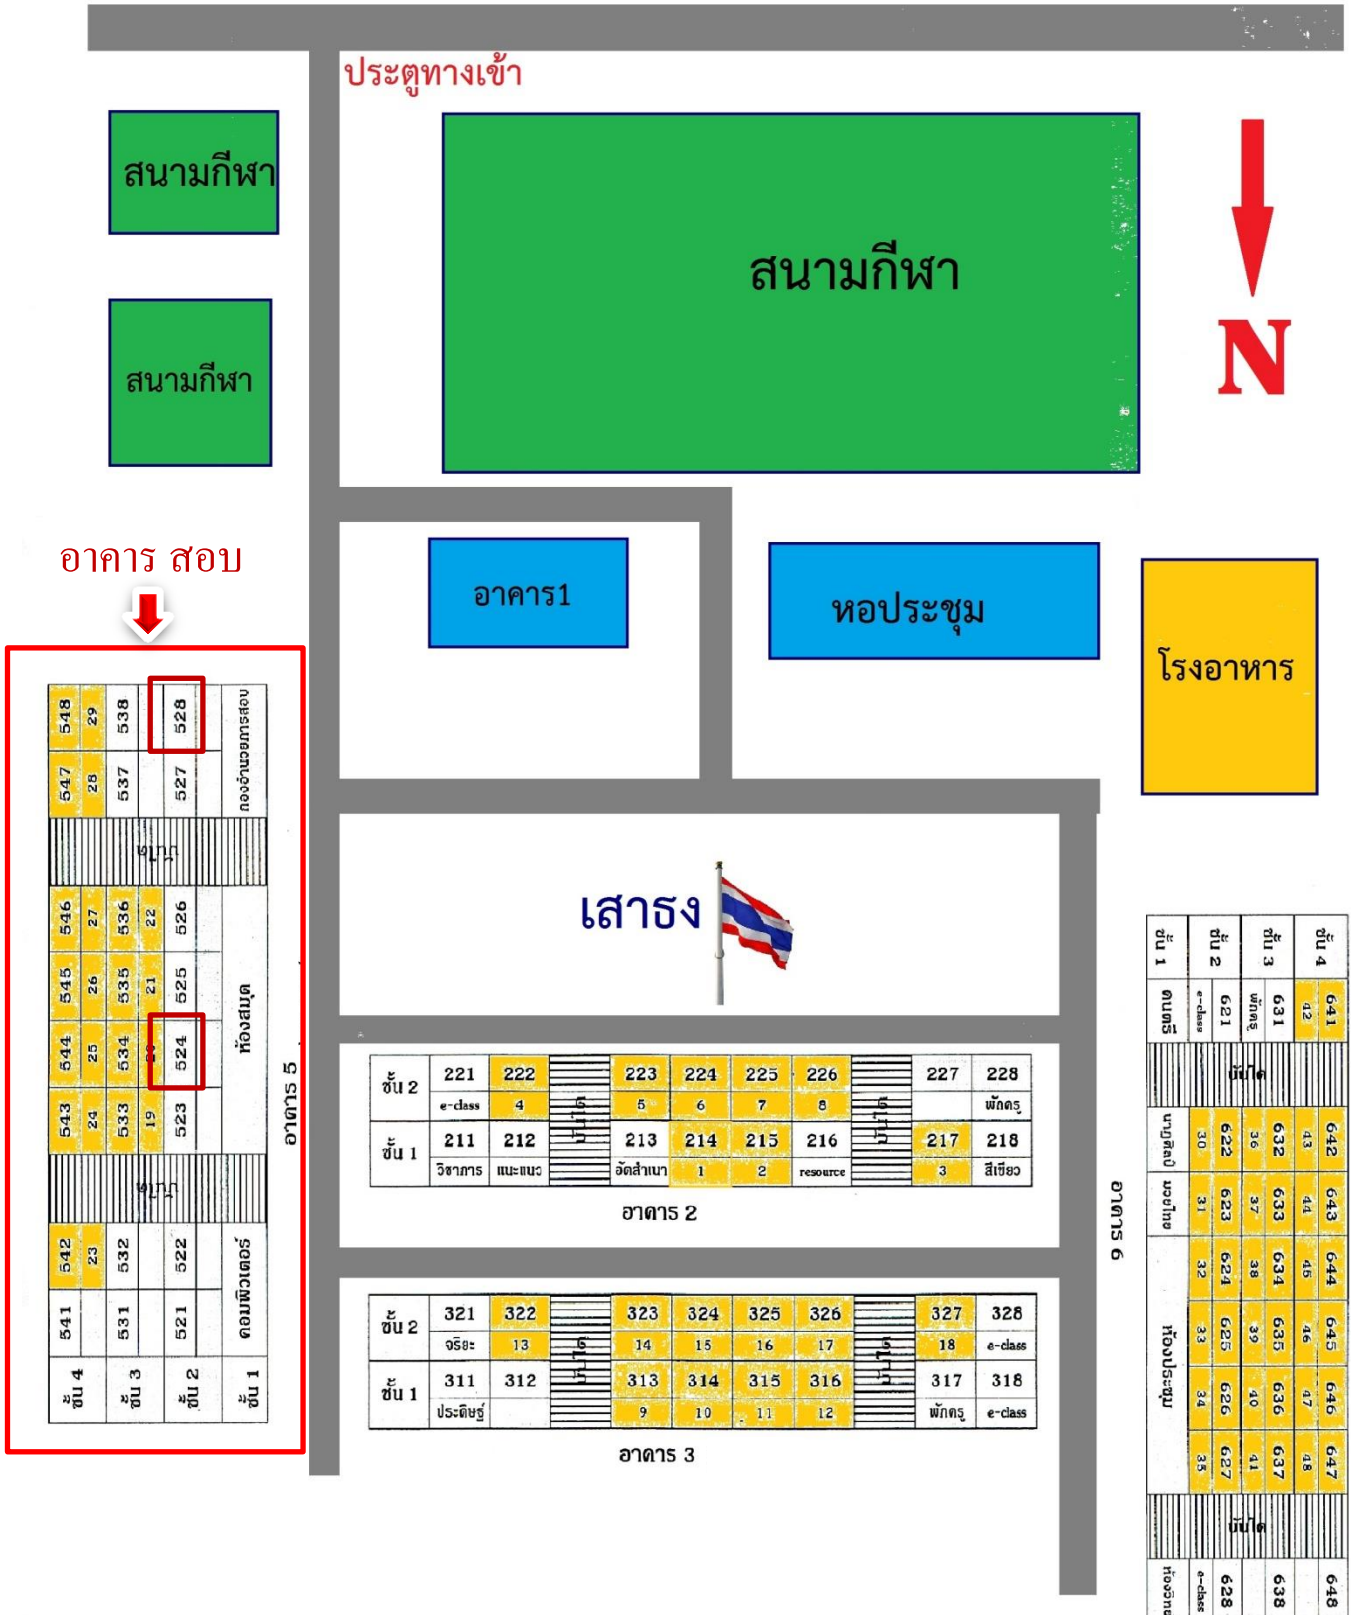 ประตูทางเข้า
สนามกีฬา
สนามกีฬา
สนามกีฬา
N
อาคาร สอบ
อาคาร1
หอประชุม
โรงอาหาร
548 29 538 528 กองอำนวยการสอบ
547 28 537 527
บันได
546 27 536 22 526 ห้องสมุด
545 26 535 21 525
544 25 534 20 524
543 24 533 19 523
บันได
542 23 532 522 คอมพิวเตอร์
541 531 521
ชั้น 4 ชั้น 3 ชั้น 2 ชั้น 1
อาคาร 5
เสาธง
ชั้น 2 221 222 บันได 223 224 225 226 บันได 227 228
e-class 4 5 6 7 8 พักครู
ชั้น 1 211 212 213 214 215 216 217 218
วิชาการ แนะแนว อัดสำเนา 1 2 resource 3 สีเขียว
อาคาร 2
ชั้น 2 321 322 บันได 323 324 325 326 บันได 327 328
จริยะ 13 14 15 16 17 18 e-class
ชั้น 1 311 312 313 314 315 316 317 318
ประดิษฐ์ 9 10 11 12 พักครู e-class
อาคาร 3
อาคาร 6
ชั้น 1 ชั้น 2 ชั้น 3 ชั้น 4
ดนตรี e-class 621 พักครู 631 42 641
บันได
นาฏศิลป์ 30 622 36 632 43 642
มวยไทย 31 623 37 633 44 643
ห้องประชุม 32 624 38 634 45 644
33 625 39 635 46 645
34 626 40 636 47 646
35 627 41 637 48 647
บันได
e-class 628 638 648